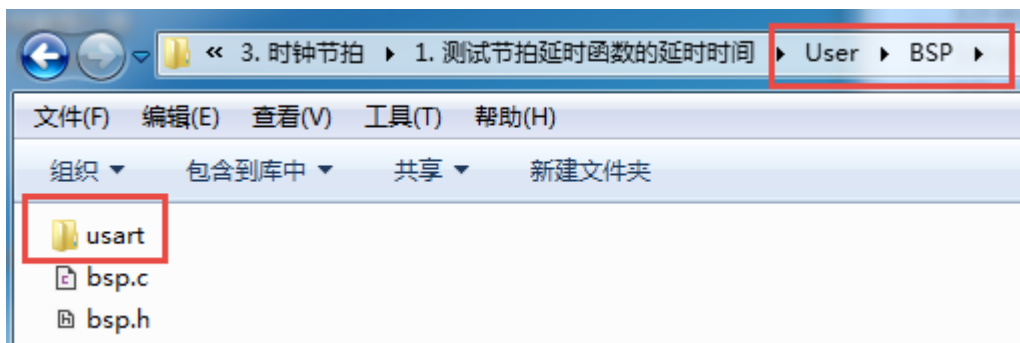 « 3. 时钟节拍 ▸ 1. 测试节拍延时函数的延时时间 ▸ User ▸ BSP ▸
文件(F) 编辑(E) 查看(V) 工具(T) 帮助(H)
组织 ▼ 包含到库中 ▼ 共享 ▼ 新建文件夹
usart
bsp.c
bsp.h